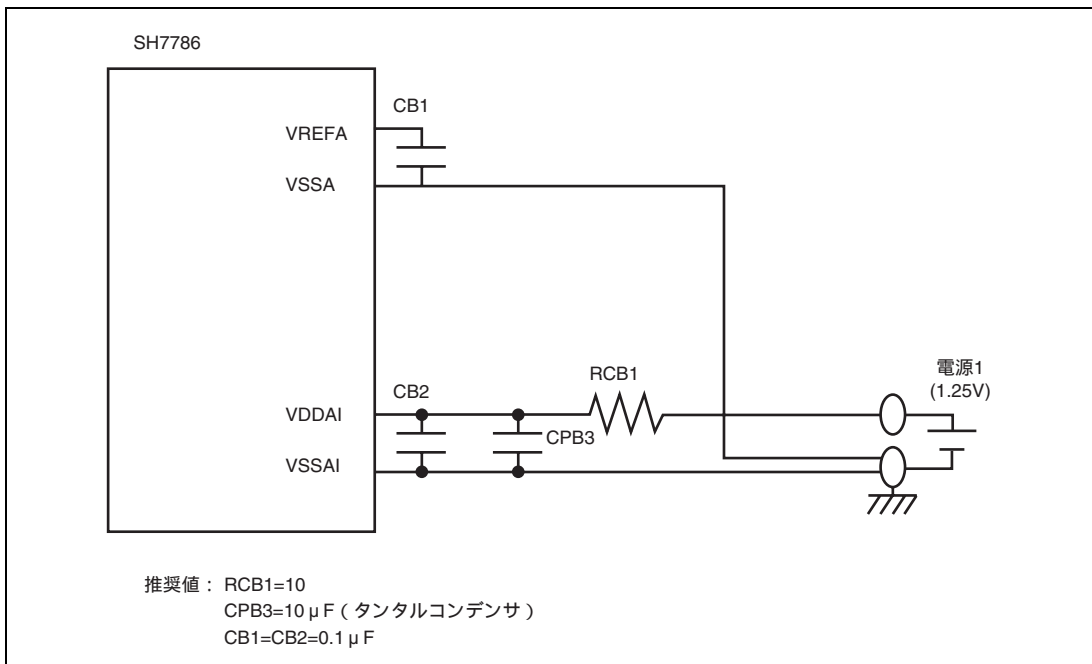 SH7786
CB1
VREFA
VSSA
電源1
(1.25V)
RCB1
CB2
VDDAI
CPB3
VSSAI
推奨値： RCB1=10
CPB3=10 μ F ( タンタルコンデンサ )
CB1=CB2=0.1 μ F